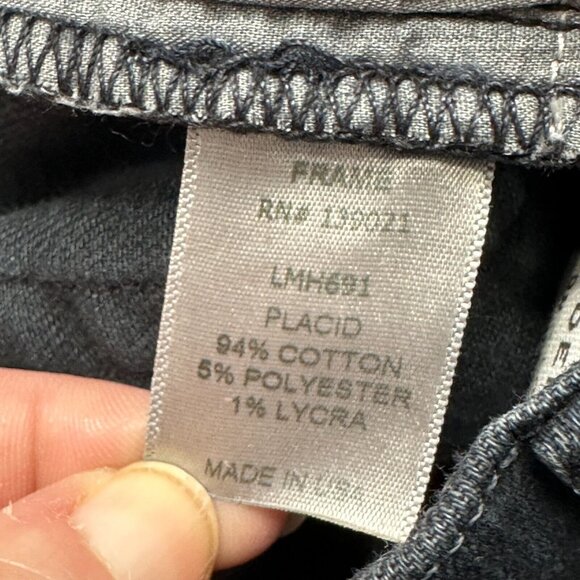 FRAME
RN# 139021
LMH691
PLACID
94% COTTON
5% POLYESTER
1% LYCRA
MADE IN USA